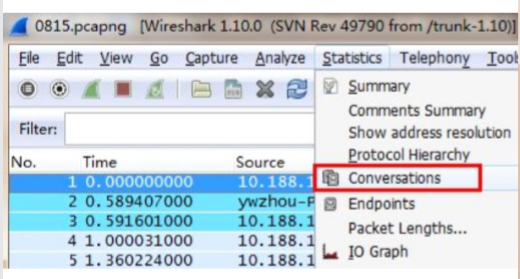 0815.pcapng [Wireshark 1.10.0 (SVN Rev 49790 from /trunk-1.10)]
File Edit View Go Capture Analyze Statistics Telephony Tools
Filter:
Summary
Comments Summary
Show address resolution
Protocol Hierarchy
Conversations
Endpoints
Packet Lengths...
IO Graph
No. Time Source
1 0.000000000 10.188.1
2 0.589407000 ywzhou-P
3 0.591601000 10.188.1
4 1.000031000 10.188.1
5 1.360224000 10.188.1